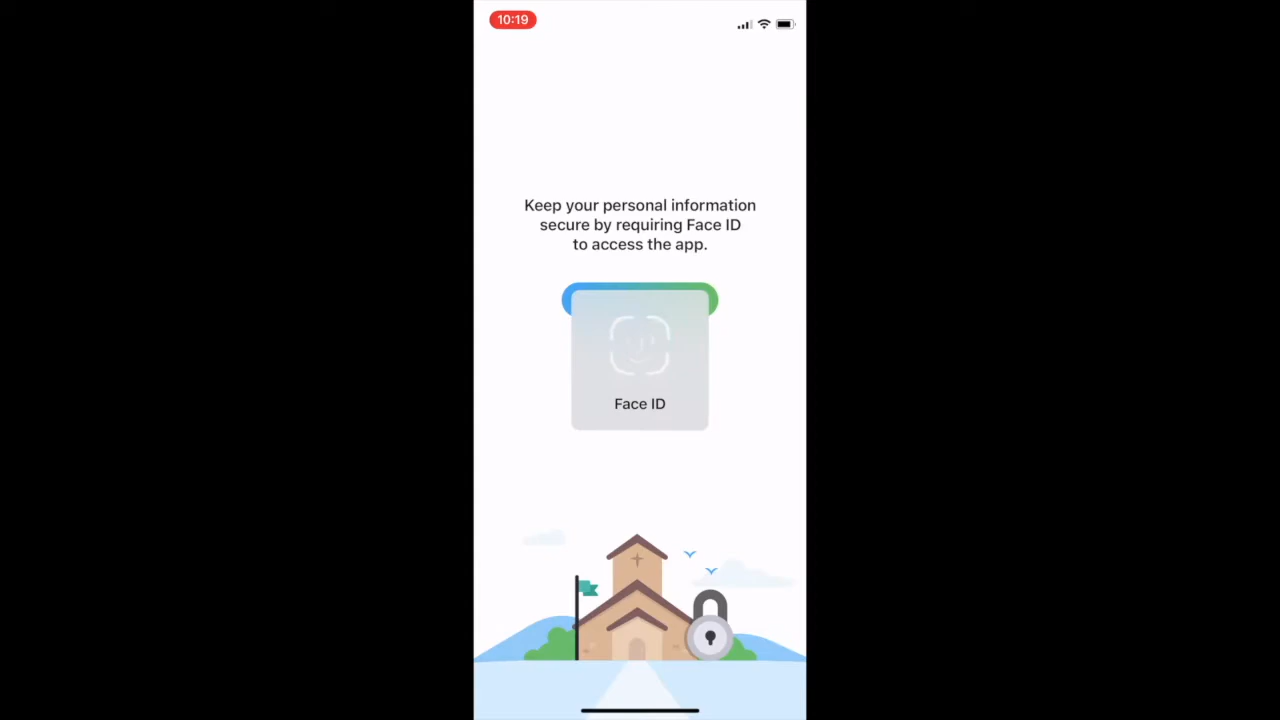 10:19
Keep your personal information
secure by requiring Face ID
to access the app.
Face ID